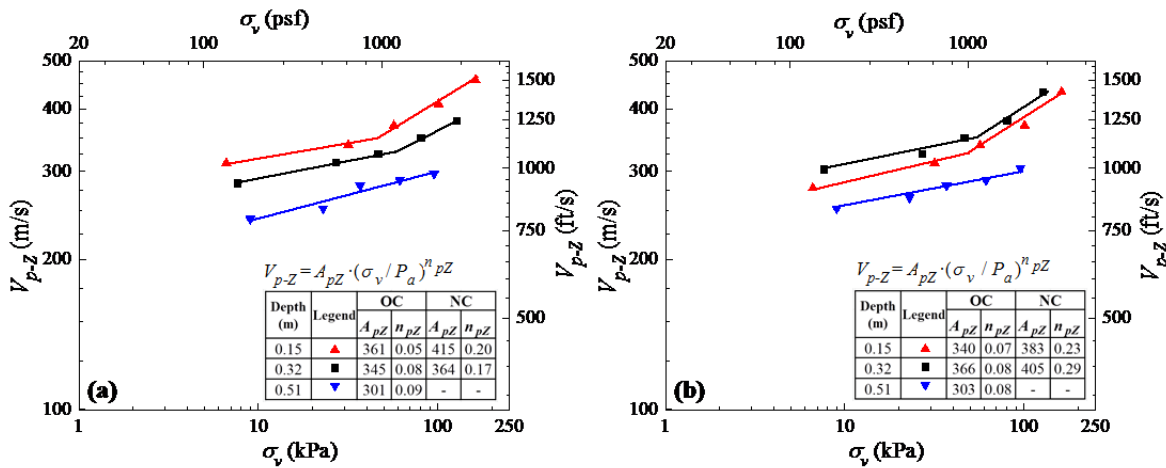 σv (psf)
20 100 1000
500 400 300 200 100
Vp-Z (m/s)
1500 1250 1000 750 500
Vp-Z (ft/s)
Vp-Z = ApZ·(σv/Pa)^npZ
Depth (m) Legend OC NC
ApZ npZ ApZ npZ
0.15 361 0.05 415 0.20
0.32 345 0.08 364 0.17
0.51 301 0.09 - -
(a)
1 10 100 250
σv (kPa)
σv (psf)
20 100 1000
500 400 300 200 100
Vp-Z (m/s)
1500 1250 1000 750 500
Vp-Z (ft/s)
Vp-Z = ApZ·(σv / Pa)^npZ
Depth (m) Legend OC NC
ApZ npZ ApZ npZ
0.15 340 0.07 383 0.23
0.32 366 0.08 405 0.29
0.51 303 0.08 - -
(b)
1 10 100 250
σv (kPa)